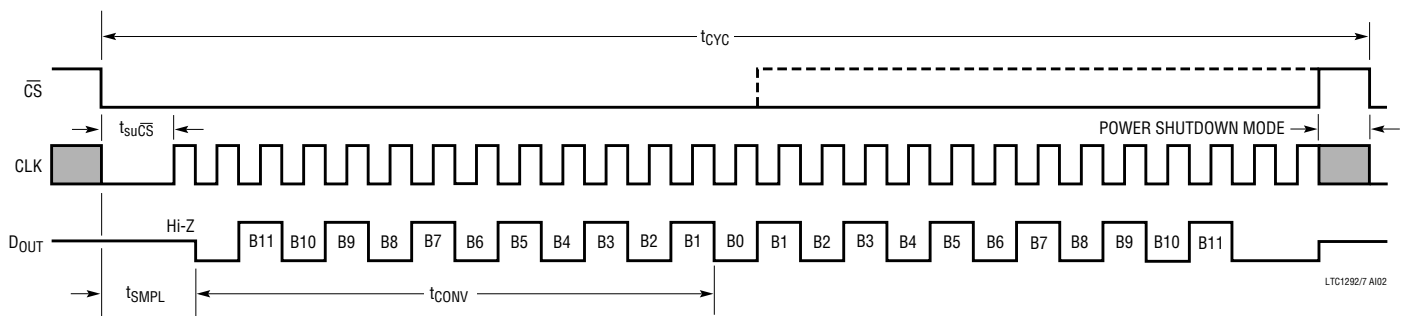 tCYC
CS
tsuCS
POWER SHUTDOWN MODE
CLK
Hi-Z
DOUT
B11 B10 B9 B8 B7 B6 B5 B4 B3 B2 B1 B0 B1 B2 B3 B4 B5 B6 B7 B8 B9 B10 B11
tSMPL
tCONV
LTC1292/7 AI02